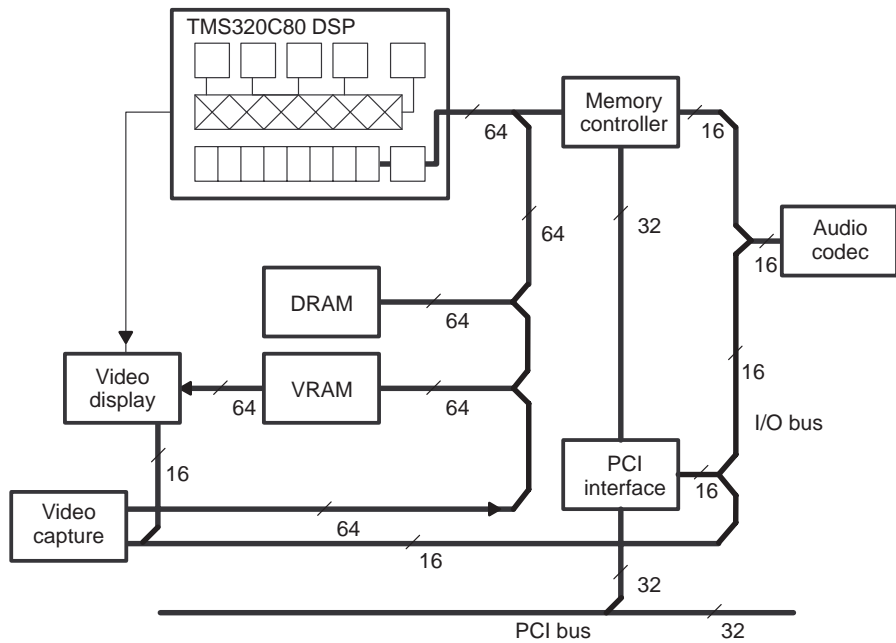 TMS320C80 DSP
64
Memory
controller
16
64
32
Audio
codec
16
DRAM
64
Video
display
64
VRAM
64
16
I/O bus
16
PCI
interface
16
Video
capture
64
16
32
PCI bus
32